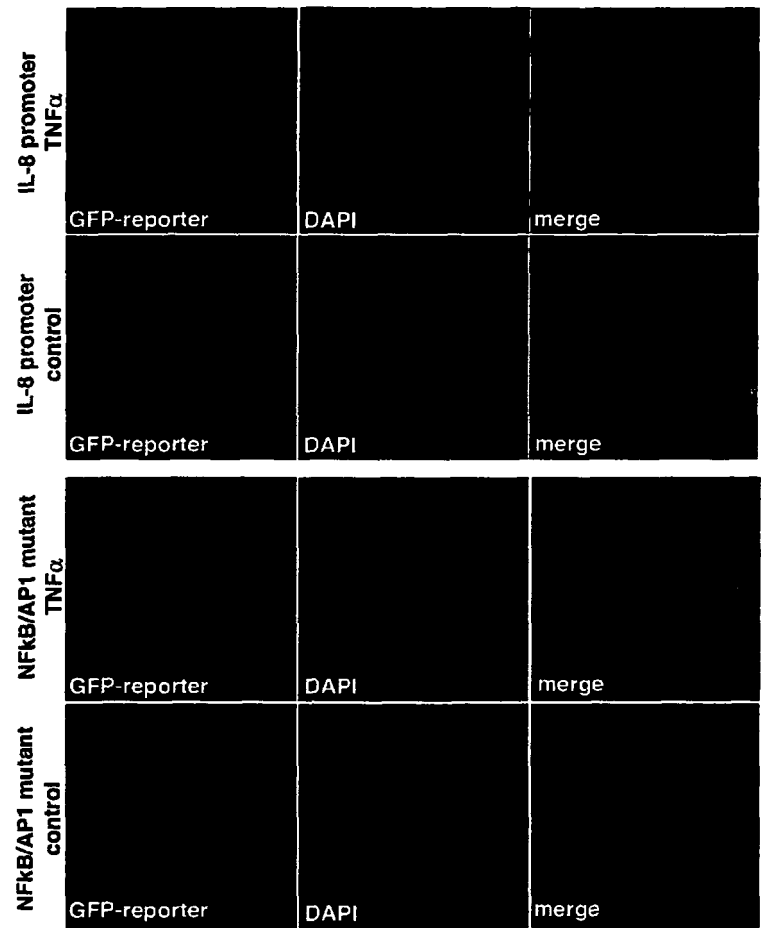 IL-8 promoter
TNFα
GFP-reporter
DAPI
merge
IL-8 promoter
control
GFP-reporter
DAPI
merge
NFkB/AP1 mutant
TNFα
GFP-reporter
DAPI
merge
NFkB/AP1 mutant
control
GFP-reporter
DAPI
merge